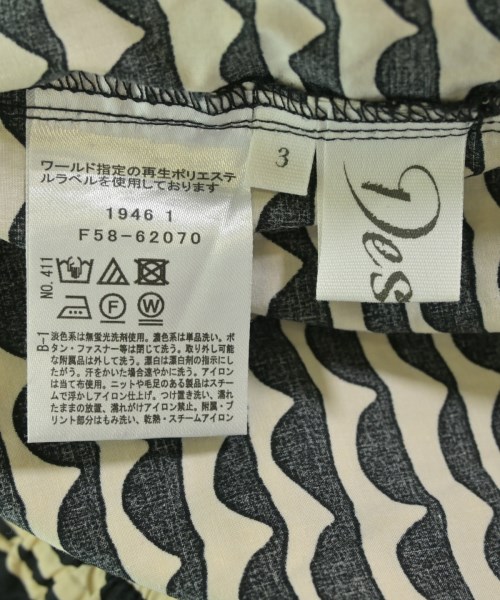 ワールド指定の再生ポリエステ
ルラベルを使用しております
1946 1
F58-62070
NO.411
B-1
淡色系は無蛍光洗剤使用。濃色系は単品洗い。ボ
タン・ファスナー等は閉じて洗う。取り外し可能
な附属品は外して洗う。漂白は漂白剤の指示にし
たがう。汗をかいた場合速やかに洗う。アイロン
は当て布使用。ニットや毛足のある製品はスチー
ムで浮かしアイロン仕上げ。つけ置き洗い、濡れ
たままの放置、濡れがけアイロン禁止。附属・プ
リント部分はもみ洗い、乾熱・スチームアイロン
3
Des